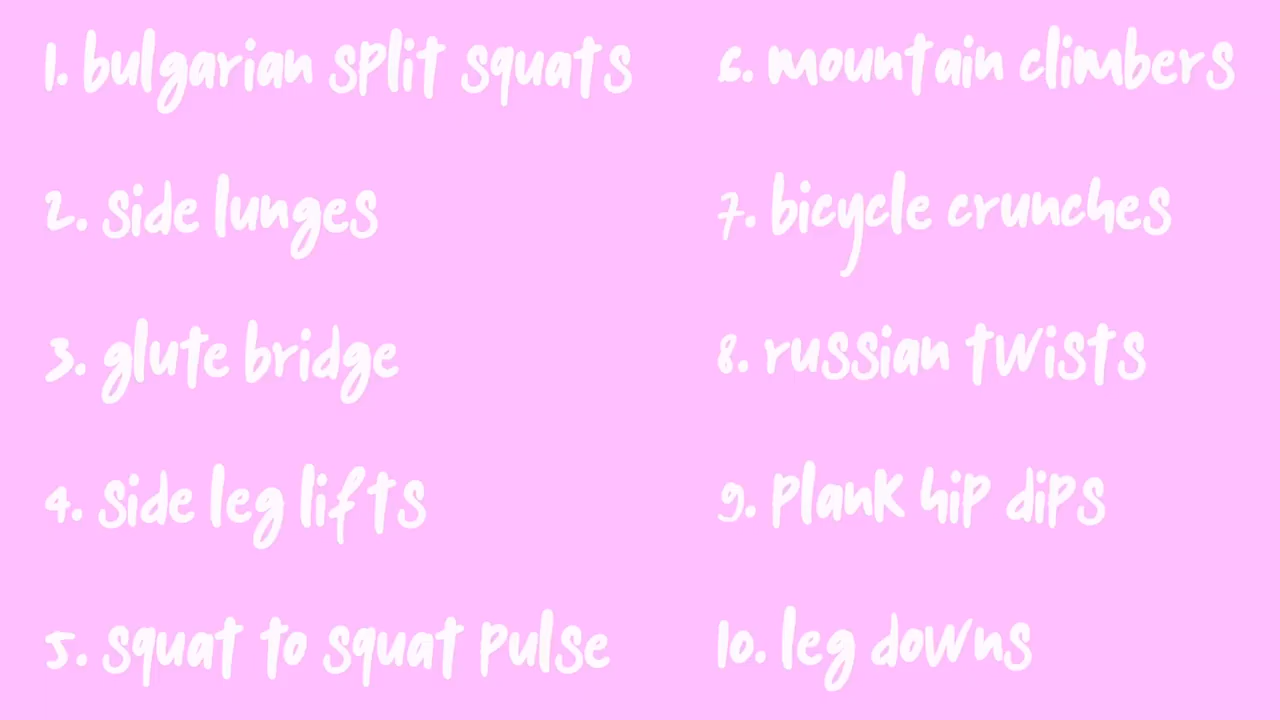 1. bulgarian split squats
2. side lunges
3. glute bridge
4. side leg lifts
5. squat to squat pulse
6. mountain climbers
7. bicycle crunches
8. russian twists
9. plank hip dips
10. leg downs